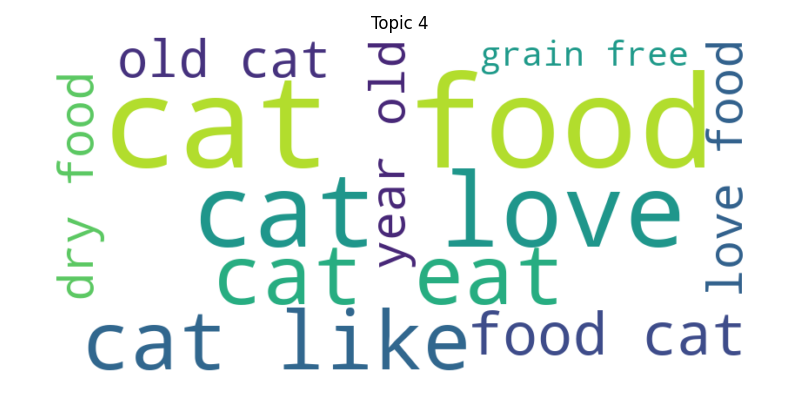 Topic 4
old cat
grain free
cat food
dry food
year old
love food
cat love
cat eat
cat like
food cat